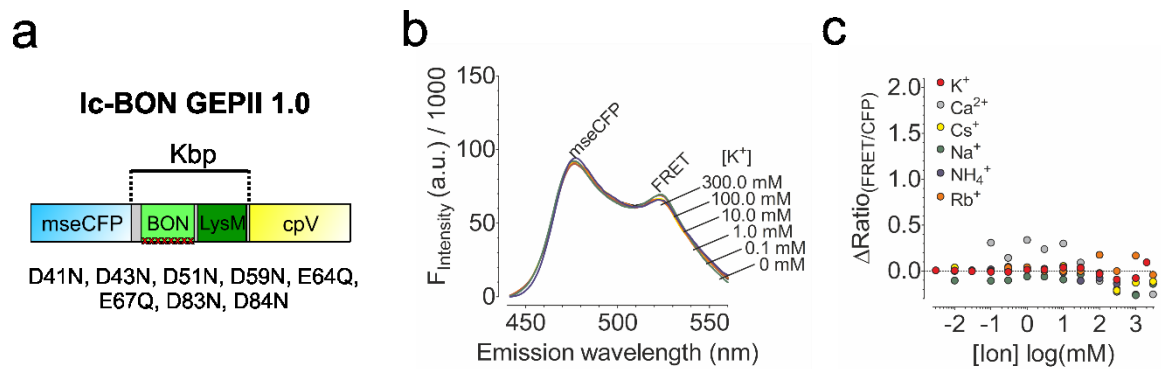 a
lc-BON GEPII 1.0
Kbp
mseCFP
BON
LysM
cpV
D41N, D43N, D51N, D59N, E64Q,
E67Q, D83N, D84N
b
F_Intensity (a.u.) / 1000
150
100
50
0
mseCFP
FRET
[K⁺]
300.0 mM
100.0 mM
10.0 mM
1.0 mM
0.1 mM
0 mM
450
500
550
Emission wavelength (nm)
c
ΔRatio(FRET/CFP)
2.0
1.5
1.0
0.5
0.0
K⁺
Ca²⁺
Cs⁺
Na⁺
NH₄⁺
Rb⁺
-2
-1
0
1
2
3
[Ion] log(mM)